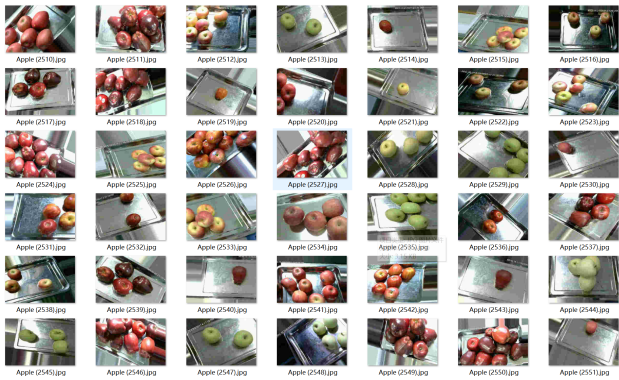 Apple (2510).jpg Apple (2511).jpg Apple (2512).jpg Apple (2513).jpg Apple (2514).jpg Apple (2515).jpg Apple (2516).jpg
Apple (2517).jpg Apple (2518).jpg Apple (2519).jpg Apple (2520).jpg Apple (2521).jpg Apple (2522).jpg Apple (2523).jpg
Apple (2524).jpg Apple (2525).jpg Apple (2526).jpg Apple (2527).jpg Apple (2528).jpg Apple (2529).jpg Apple (2530).jpg
Apple (2531).jpg Apple (2532).jpg Apple (2533).jpg Apple (2534).jpg Apple (2535).jpg Apple (2536).jpg Apple (2537).jpg
Apple (2538).jpg Apple (2539).jpg Apple (2540).jpg Apple (2541).jpg Apple (2542).jpg Apple (2543).jpg Apple (2544).jpg
Apple (2545).jpg Apple (2546).jpg Apple (2547).jpg Apple (2548).jpg Apple (2549).jpg Apple (2550).jpg Apple (2551).jpg